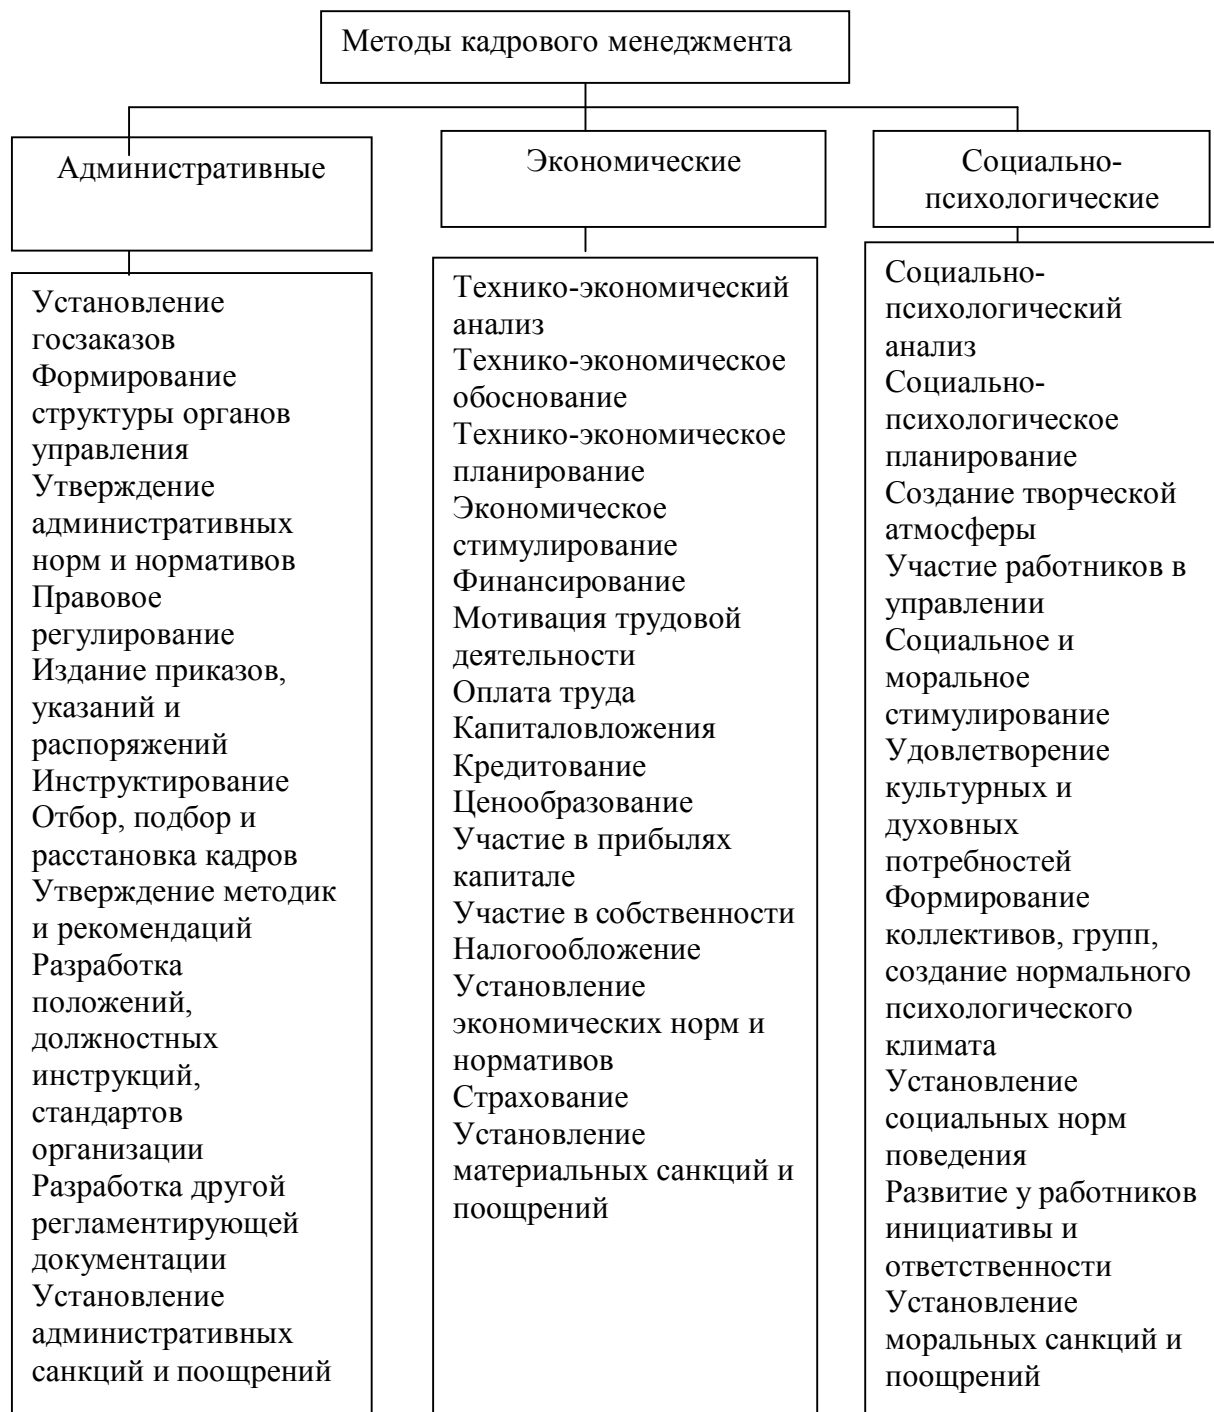 Методы кадрового менеджмента
Административные
Экономические
Социально-
психологические
Установление
госзаказов
Формирование
структуры органов
управления
Утверждение
административных
норм и нормативов
Правовое
регулирование
Издание приказов,
указаний и
распоряжений
Инструктирование
Отбор, подбор и
расстановка кадров
Утверждение методик
и рекомендаций
Разработка
положений,
должностных
инструкций,
стандартов
организации
Разработка другой
регламентирующей
документации
Установление
административных
санкций и поощрений
Технико-экономический
анализ
Технико-экономическое
обоснование
Технико-экономическое
планирование
Экономическое
стимулирование
Финансирование
Мотивация трудовой
деятельности
Оплата труда
Капиталовложения
Кредитование
Ценообразование
Участие в прибылях
капитале
Участие в собственности
Налогообложение
Установление
экономических норм и
нормативов
Страхование
Установление
материальных санкций и
поощрений
Социально-
психологический
анализ
Социально-
психологическое
планирование
Создание творческой
атмосферы
Участие работников в
управлении
Социальное и
моральное
стимулирование
Удовлетворение
культурных и
духовных
потребностей
Формирование
коллективов, групп,
создание нормального
психологического
климата
Установление
социальных норм
поведения
Развитие у работников
инициативы и
ответственности
Установление
моральных санкций и
поощрений